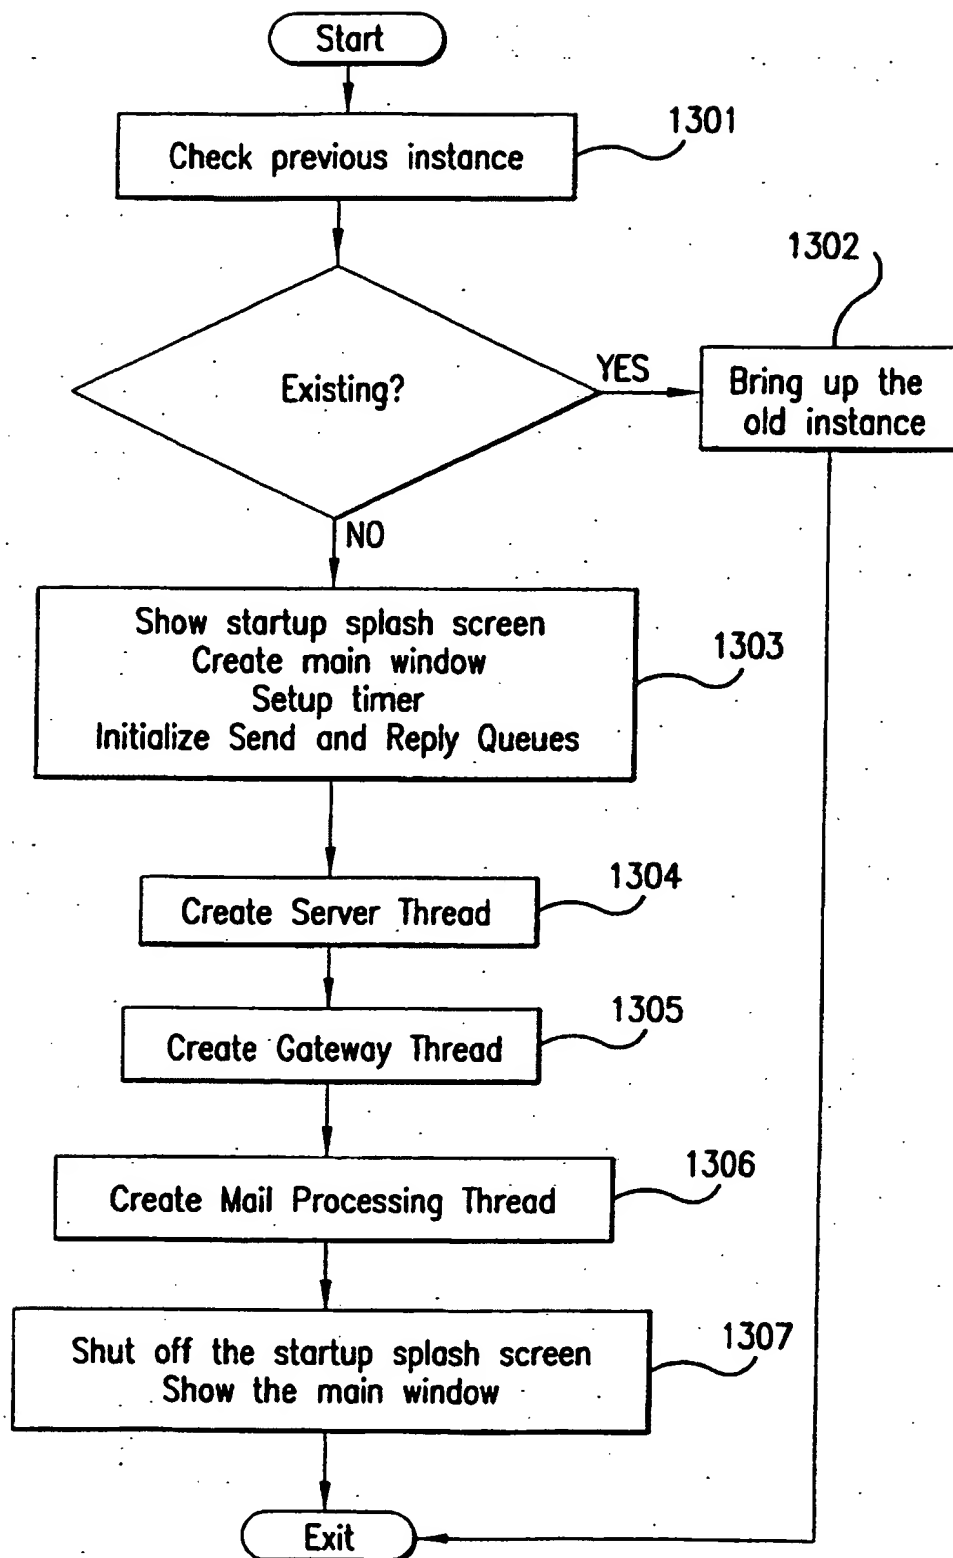 Start
1301
Check previous instance
1302
Existing?
YES
Bring up the
old instance
NO
Show startup splash screen
Create main window
Setup timer
Initialize Send and Reply Queues
1303
1304
Create Server Thread
1305
Create Gateway Thread
1306
Create Mail Processing Thread
1307
Shut off the startup splash screen
Show the main window
Exit